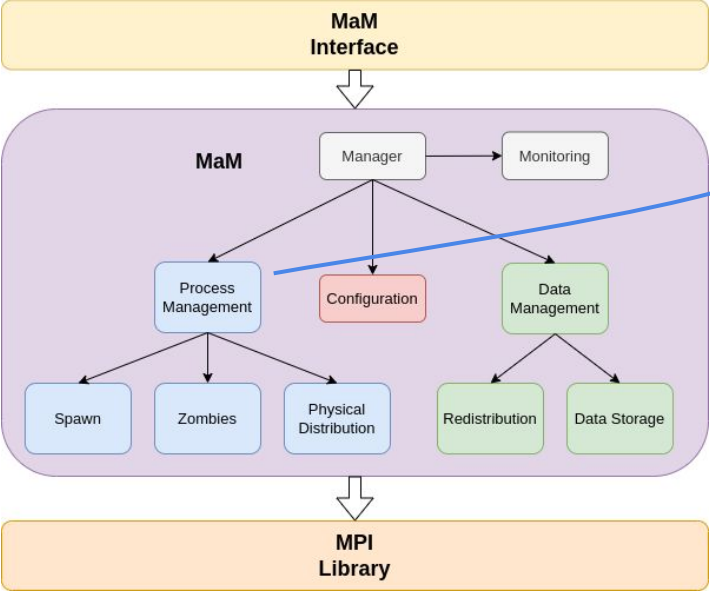 MaM
Interface
MaM
Manager
Monitoring
Process
Management
Configuration
Data
Management
Spawn
Zombies
Physical
Distribution
Redistribution
Data Storage
MPI
Library